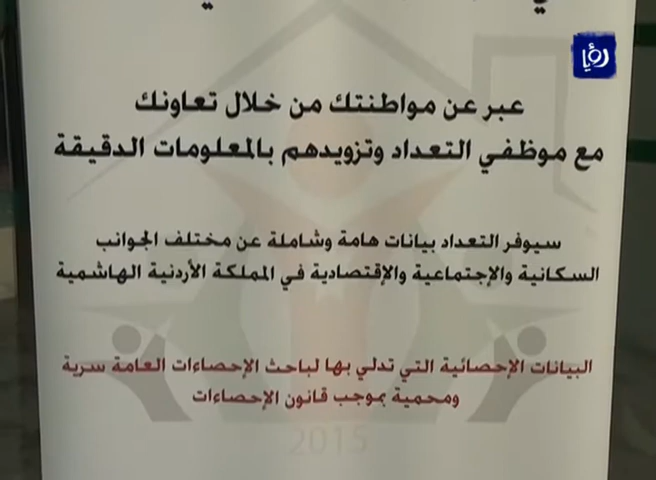 رؤيا
عبر عن مواطنتك من خلال تعاونك
مع موظفي التعداد وتزويدهم بالمعلومات الدقيقة
سيوفر التعداد بيانات هامة وشاملة عن مختلف الجوانب
السكانية والإجتماعية والإقتصادية في المملكة الأردنية الهاشمية
البيانات الإحصائية التي تدلي بها لباحث الإحصاءات العامة سرية
ومحمية بموجب قانون الإحصاءات
2015